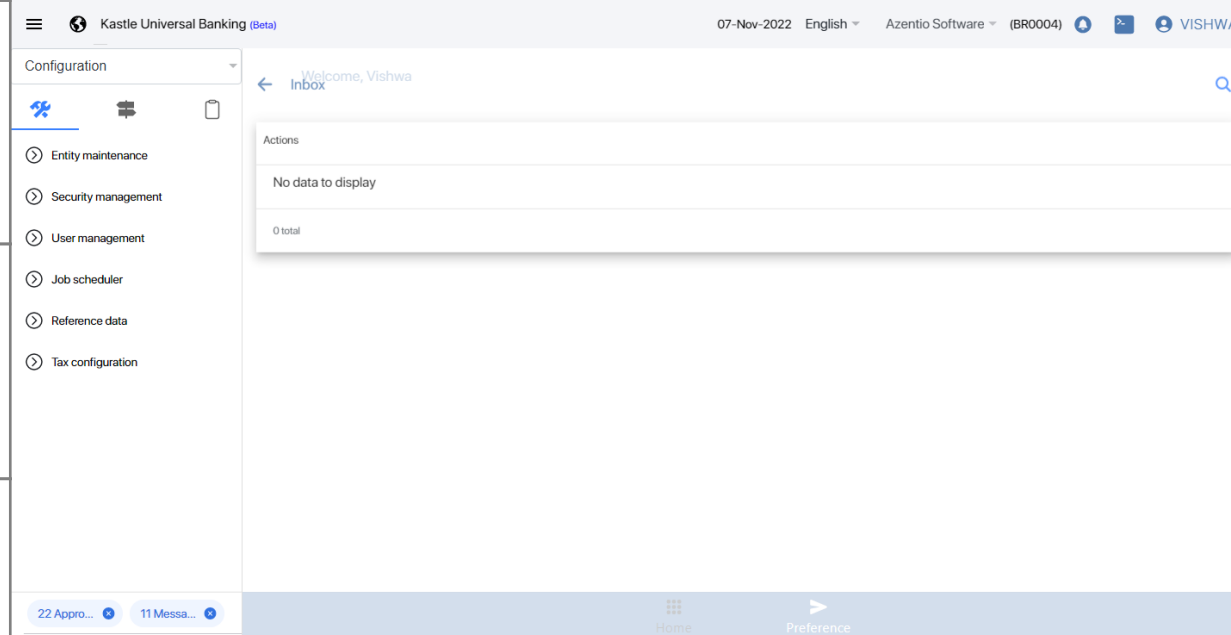 Kastle Universal Banking (Beta)
07-Nov-2022 English Azentio Software (BR0004) VISHWA
Configuration
Welcome, Vishwa
Inbox
Actions
Entity maintenance
No data to display
Security management
0 total
User management
Job scheduler
Reference data
Tax configuration
22 Appro... 11 Messa...
Home Preference